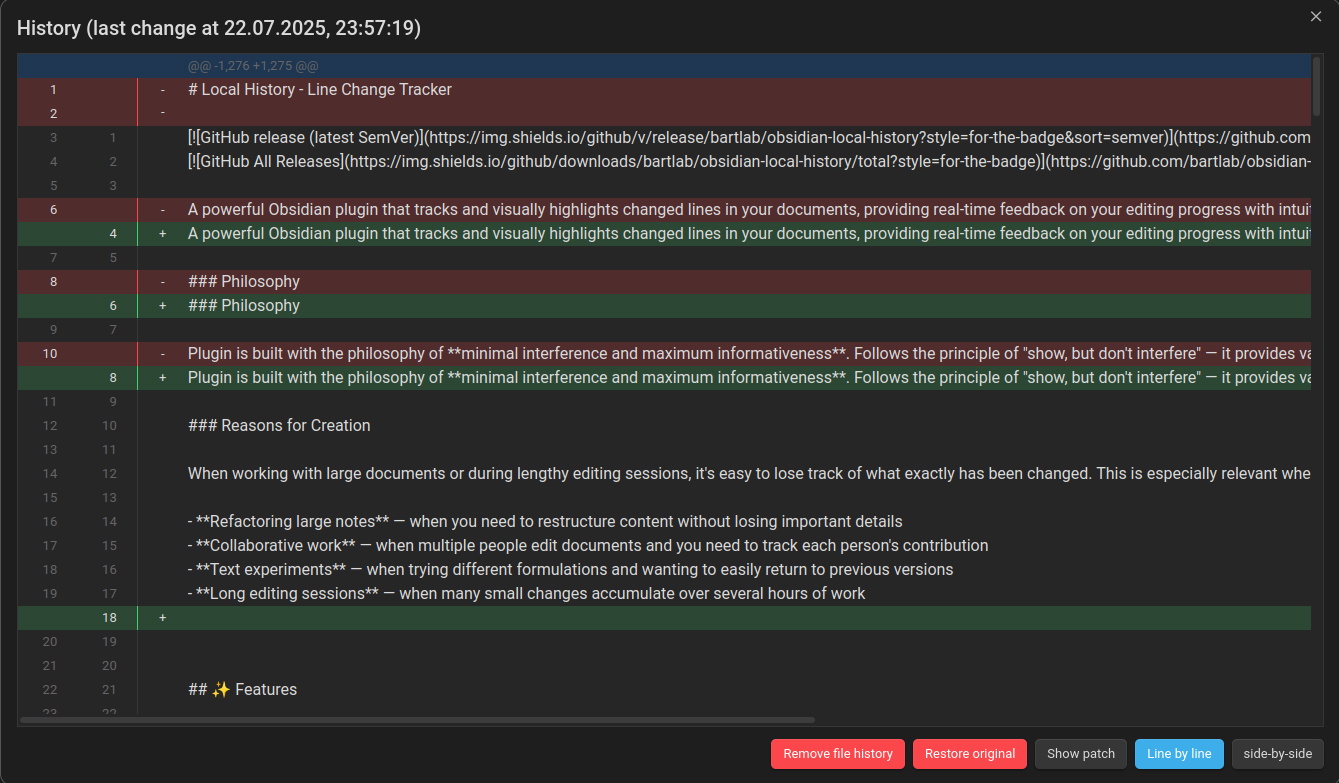 History (last change at 22.07.2025, 23:57:19)
@@ -1,276 +1,275 @@
1 - # Local History - Line Change Tracker
2 -
3 1 [![GitHub release (latest SemVer)](https://img.shields.io/github/v/release/bartlab/obsidian-local-history?style=for-the-badge&sort=semver)](https://github.com
4 2 [![GitHub All Releases](https://img.shields.io/github/downloads/bartlab/obsidian-local-history/total?style=for-the-badge)](https://github.com/bartlab/obsidian-
5 3
6 - A powerful Obsidian plugin that tracks and visually highlights changed lines in your documents, providing real-time feedback on your editing progress with intuit
4 + A powerful Obsidian plugin that tracks and visually highlights changed lines in your documents, providing real-time feedback on your editing progress with intuit
7 5
8 - ### Philosophy
6 + ### Philosophy
9 7
10 - Plugin is built with the philosophy of **minimal interference and maximum informativeness**. Follows the principle of "show, but don't interfere" — it provides va
8 + Plugin is built with the philosophy of **minimal interference and maximum informativeness**. Follows the principle of "show, but don't interfere" — it provides va
11 9
12 10 ### Reasons for Creation
13 11
14 12 When working with large documents or during lengthy editing sessions, it's easy to lose track of what exactly has been changed. This is especially relevant whe
15 13
16 14 - **Refactoring large notes** — when you need to restructure content without losing important details
17 15 - **Collaborative work** — when multiple people edit documents and you need to track each person's contribution
18 16 - **Text experiments** — when trying different formulations and wanting to easily return to previous versions
19 17 - **Long editing sessions** — when many small changes accumulate over several hours of work
18 +
20 19
21 20
22 21 ## ✨ Features
23 22
Remove file history Restore original Show patch Line by line side-by-side